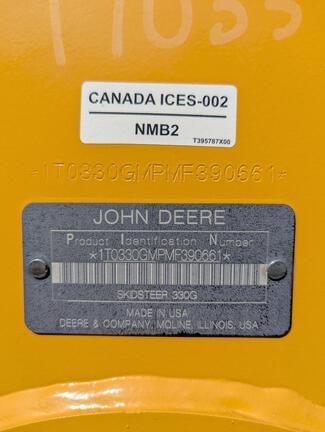 CANADA ICES-002
NMB2
T395787X00
*1T0330GMPMF390661*
JOHN DEERE
Product Identification Number
*1T0330GMPMF390661*
SKIDSTEER 330G
MADE IN USA
DEERE & COMPANY, MOLINE, ILLINOIS, USA